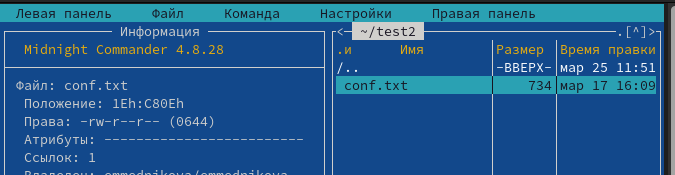 Левая панель Файл Команда Настройки Правая панель
Информация
Midnight Commander 4.8.28
Файл: conf.txt
Положение: 1Eh:C80Eh
Права: -rw-r--r-- (0644)
Атрибуты: -------------------------
Ссылок: 1
<- ~/test2 .[^]>
.и Имя Размер Время правки
/.. -ВВЕРХ- мар 25 11:51
conf.txt 734 мар 17 16:09